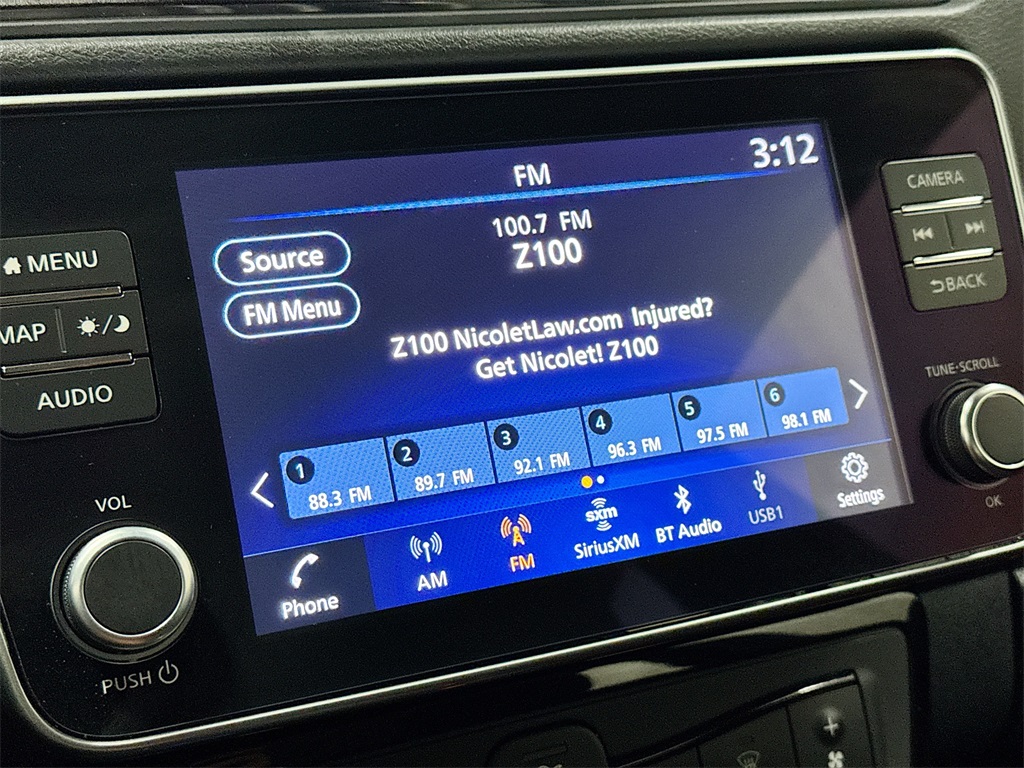 FM
3:12
100.7 FM
Z100
Source
FM Menu
Z100 NicoletLaw.com Injured?
Get Nicolet! Z100
1
88.3 FM
2
89.7 FM
3
92.1 FM
4
96.3 FM
5
97.5 FM
6
98.1 FM
Phone
AM
FM
sxm
SiriusXM
BT Audio
USB1
Settings
MENU
MAP
AUDIO
VOL
PUSH
CAMERA
BACK
TUNE·SCROLL
OK